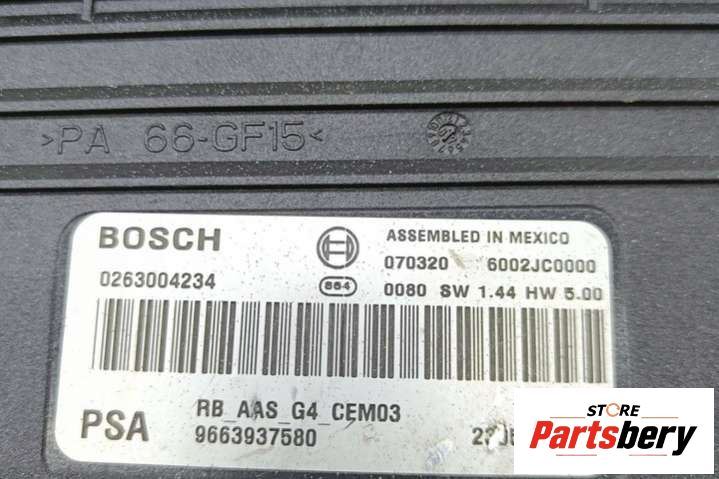 >PA 66-GF15<
BOSCH
ASSEMBLED IN MEXICO
070320 6002JC0000
0263004234
884 0080 SW 1.44 HW 5.00
RB_AAS_G4_CEM03
PSA
9663937580
STORE
Partsbery